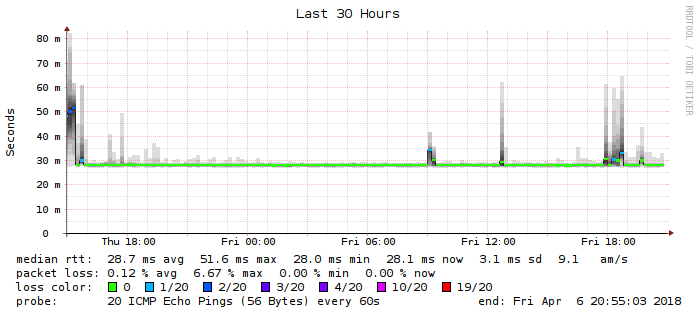 Last 30 Hours
RRDTOOL / TOBI OETIKER
Seconds
80 m
70 m
60 m
50 m
40 m
30 m
20 m
10 m
0
Thu 18:00 Fri 00:00 Fri 06:00 Fri 12:00 Fri 18:00
median rtt: 28.7 ms avg 51.6 ms max 28.0 ms min 28.1 ms now 3.1 ms sd 9.1 am/s
packet loss: 0.12 % avg 6.67 % max 0.00 % min 0.00 % now
loss color: 0 1/20 2/20 3/20 4/20 10/20 19/20
probe: 20 ICMP Echo Pings (56 Bytes) every 60s end: Fri Apr 6 20:55:03 2018